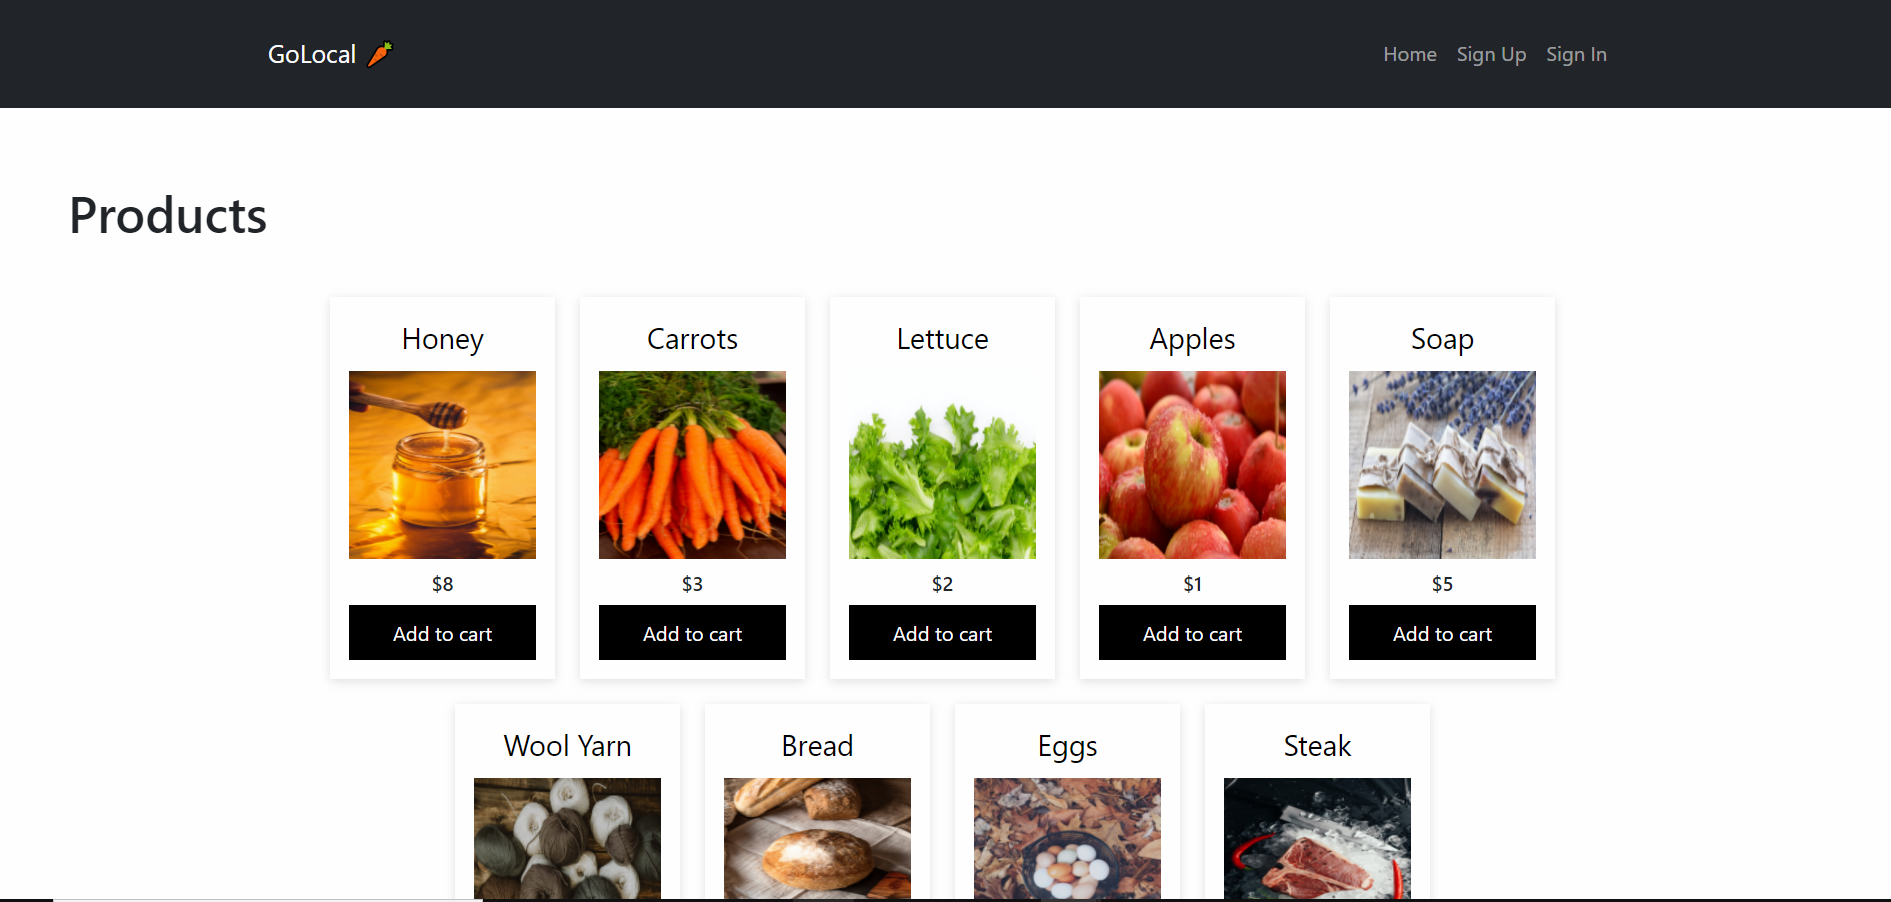 GoLocal
Home Sign Up Sign In
Products
Honey Carrots Lettuce Apples Soap
$8 $3 $2 $1 $5
Add to cart Add to cart Add to cart Add to cart Add to cart
Wool Yarn Bread Eggs Steak